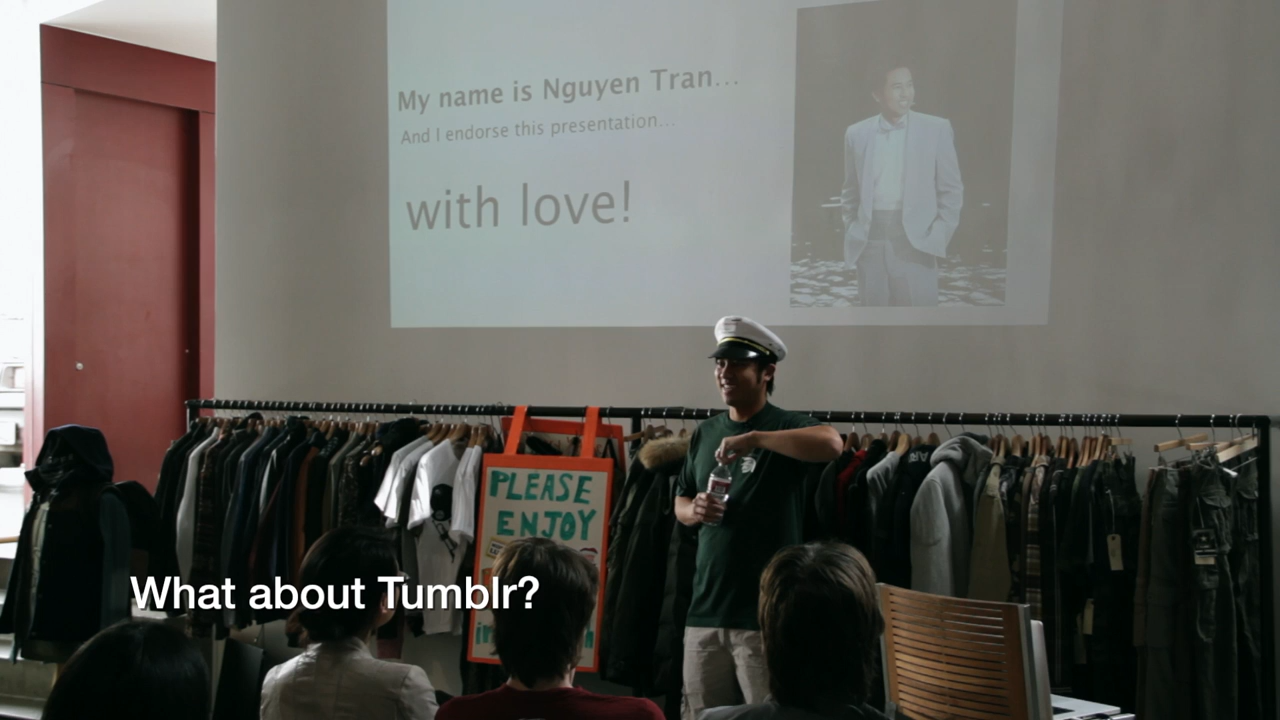 My name is Nguyen Tran...
And I endorse this presentation...
with love!
PLEASE
ENJOY
What about Tumblr?